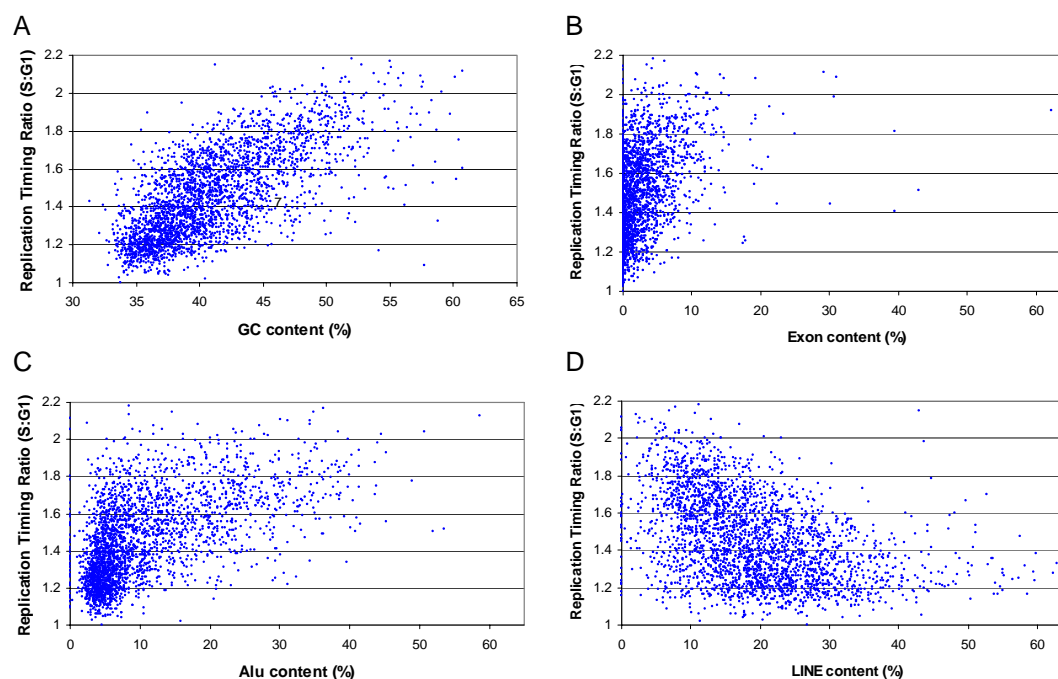 A
Replication Timing Ratio (S:G1)
2.2
2
1.8
1.6
1.4
1.2
1
7
30 35 40 45 50 55 60 65
GC content (%)
B
Replication Timing Ratio (S:G1)
2.2
2
1.8
1.6
1.4
1.2
1
0 10 20 30 40 50 60
Exon content (%)
C
Replication Timing Ratio (S:G1)
2.2
2
1.8
1.6
1.4
1.2
1
0 10 20 30 40 50 60
Alu content (%)
D
Replication Timing Ratio (S:G1)
2.2
2
1.8
1.6
1.4
1.2
1
0 10 20 30 40 50 60
LINE content (%)